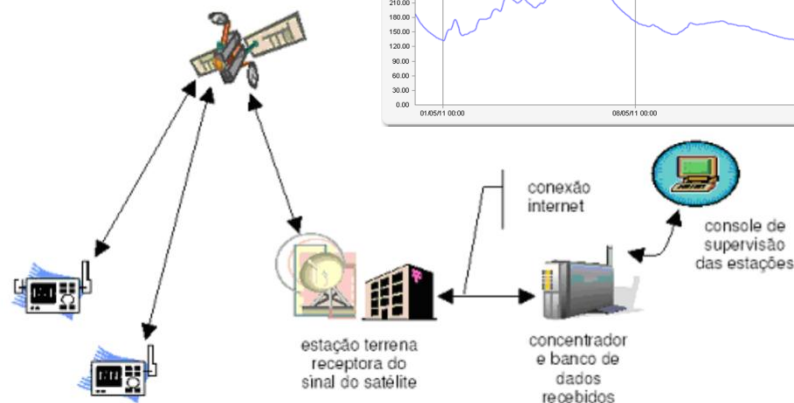 210.00
180.00
150.00
120.00
90.00
60.00
30.00
0.00
01/05/11 00:00
08/05/11 00:00
conexão
internet
console de
supervisão
das estações
estação terrena
receptora do
sinal do satélite
concentrador
e banco de
dados
recebidos